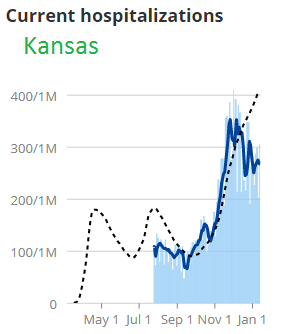 Current hospitalizations
Kansas
400/1M
300/1M
200/1M
100/1M
0
May 1 Jul 1 Sep 1 Nov 1 Jan 1